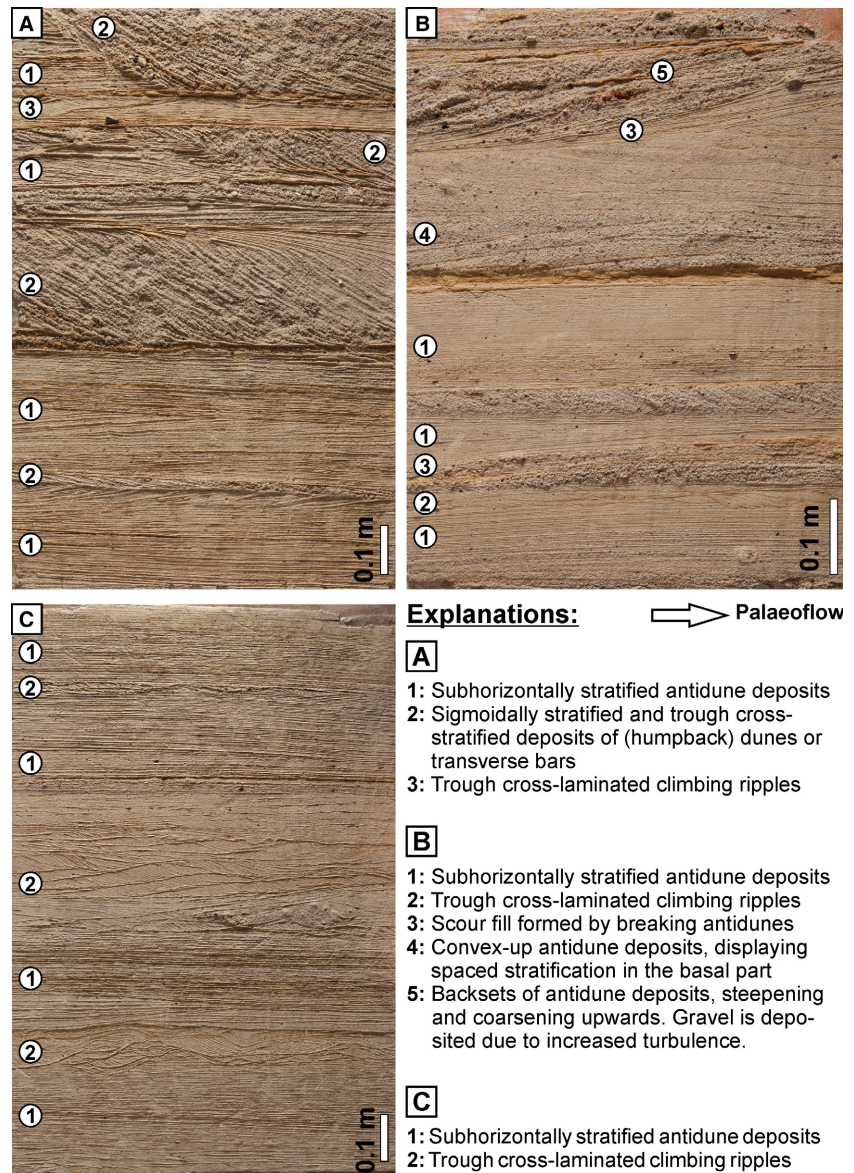 A
2
1
3
2
1
2
1
2
1
0.1 m
B
5
3
4
1
1
3
2
1
0.1 m
C
1
2
1
2
1
2
1
0.1 m
Explanations:
Palaeoflow
A
1: Subhorizontally stratified antidune deposits
2: Sigmoidally stratified and trough cross-
stratified deposits of (humpback) dunes or
transverse bars
3: Trough cross-laminated climbing ripples
B
1: Subhorizontally stratified antidune deposits
2: Trough cross-laminated climbing ripples
3: Scour fill formed by breaking antidunes
4: Convex-up antidune deposits, displaying
spaced stratification in the basal part
5: Backsets of antidune deposits, steepening
and coarsening upwards. Gravel is depo-
sited due to increased turbulence.
C
1: Subhorizontally stratified antidune deposits
2: Trough cross-laminated climbing ripples